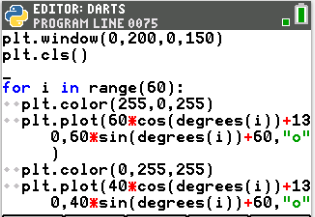 EDITOR: DARTS
PROGRAM LINE 0075
plt.window(0,200,0,150)
plt.cls()
_
for i in range(60):
◆◆plt.color(255,0,255)
◆◆plt.plot(60*cos(degrees(i))+13
0,60*sin(degrees(i))+60,"o"
)
◆◆plt.color(0,255,255)
◆◆plt.plot(40*cos(degrees(i))+13
0,40*sin(degrees(i))+60,"o"